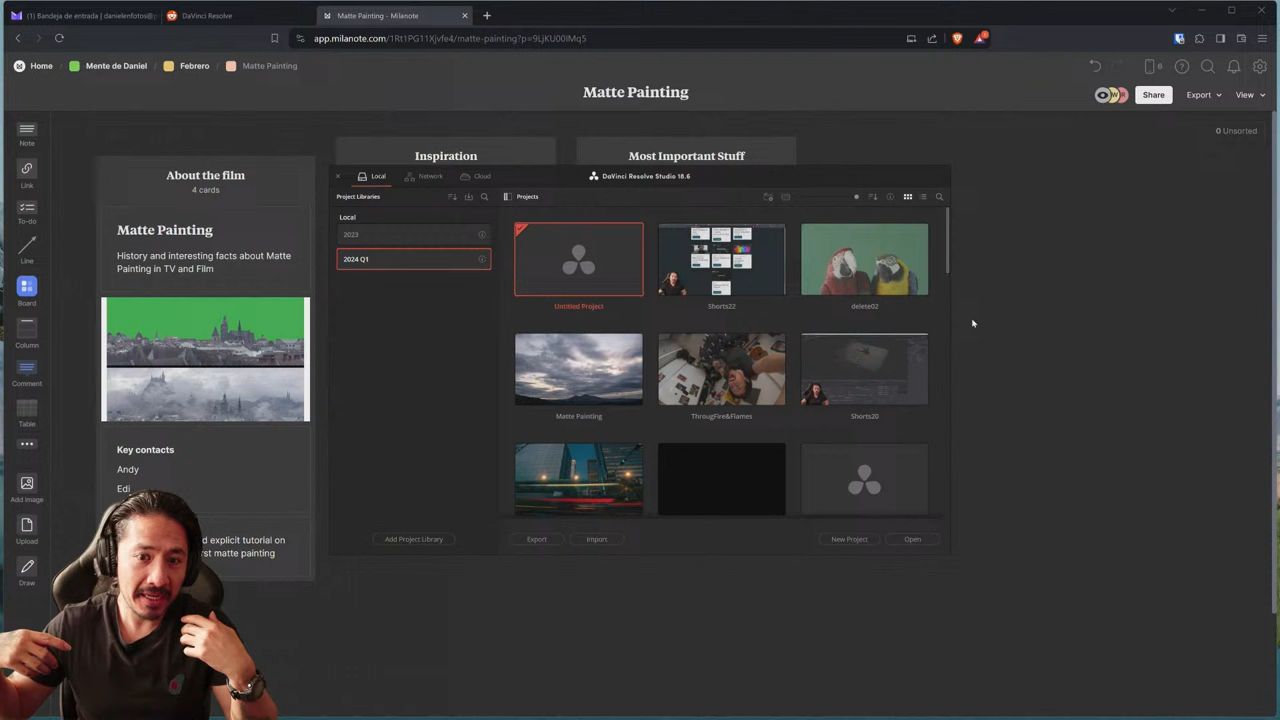 (1) Bandeja de entrada | danielenfotos@
DaVinci Resolve
Matte Painting - Milanote
app.milanote.com/1Rt1PG11Xjvfe4/matte-painting?p=9LjKU00IMq5
Home
Mente de Daniel
Febrero
Matte Painting
Matte Painting
Share
Export
View
0 Unsorted
Note
Link
To-do
Line
Board
Column
Comment
Table
Add Image
Upload
Draw
About the film
4 cards
Matte Painting
History and interesting facts about Matte
Painting in TV and Film
Key contacts
Andy
Edi
d explicit tutorial on
rst matte painting
Inspiration
Most Important Stuff
Local
Network
Cloud
DaVinci Resolve Studio 18.6
Project Libraries
Projects
Local
2023
2024 Q1
Untitled Project
Shorts22
delete02
Matte Painting
ThrougFire&Flames
Shorts20
Add Project Library
Export
Import
New Project
Open